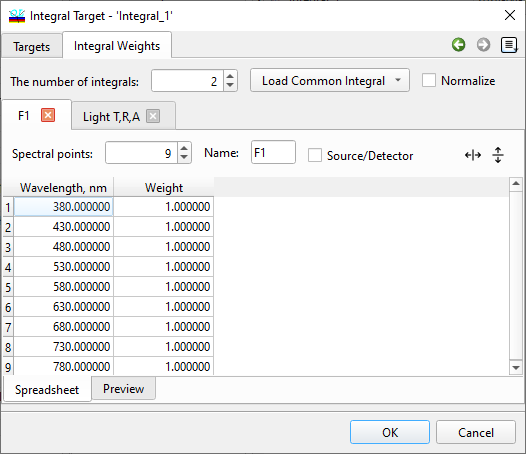 Integral Target - 'Integral_1'
Targets Integral Weights
The number of integrals: 2 Load Common Integral Normalize
F1 Light T,R,A
Spectral points: 9 Name: F1 Source/Detector
Wavelength, nm Weight
1 380.000000 1.000000
2 430.000000 1.000000
3 480.000000 1.000000
4 530.000000 1.000000
5 580.000000 1.000000
6 630.000000 1.000000
7 680.000000 1.000000
8 730.000000 1.000000
9 780.000000 1.000000
Spreadsheet Preview
OK Cancel